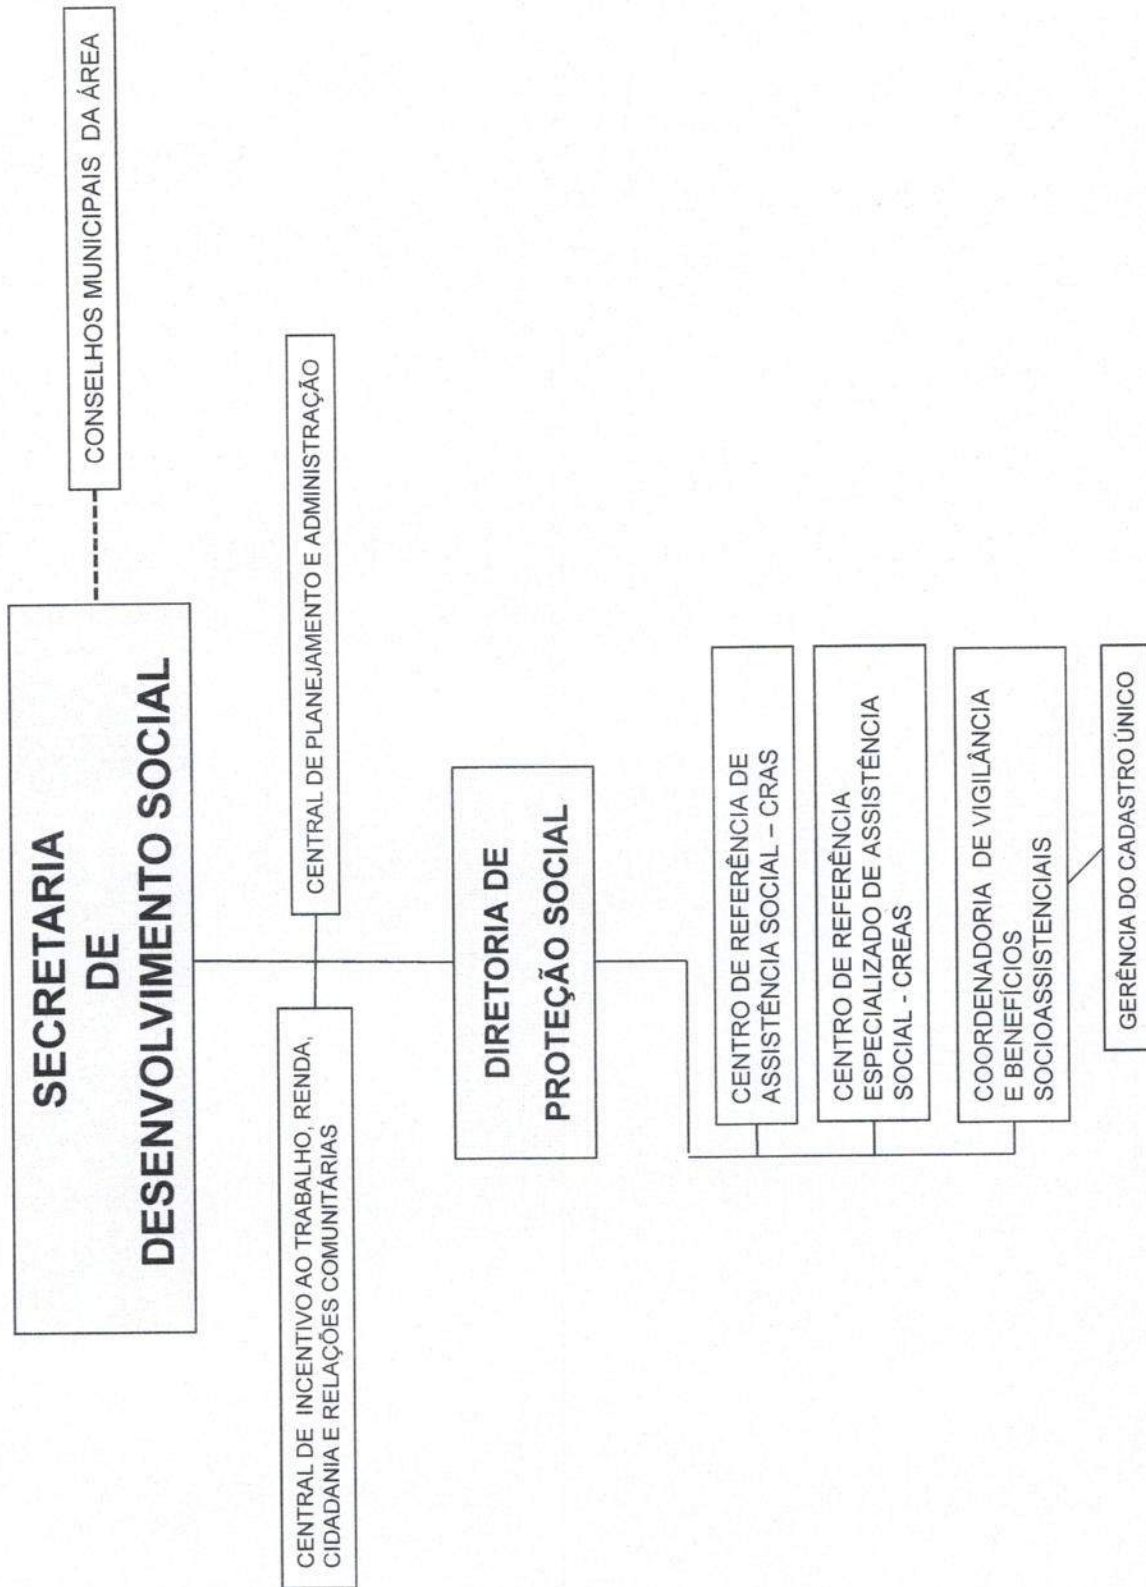 SECRETARIA
DE
DESENVOLVIMENTO SOCIAL
CONSELHOS MUNICIPAIS DA ÁREA
CENTRAL DE INCENTIVO AO TRABALHO, RENDA,
CIDADANIA E RELAÇÕES COMUNITÁRIAS
CENTRAL DE PLANEJAMENTO E ADMINISTRAÇÃO
DIRETORIA DE
PROTEÇÃO SOCIAL
CENTRO DE REFERÊNCIA DE
ASSISTÊNCIA SOCIAL – CRAS
CENTRO DE REFERÊNCIA
ESPECIALIZADO DE ASSISTÊNCIA
SOCIAL - CREAS
COORDENADORIA DE VIGILÂNCIA
E BENEFÍCIOS
SOCIOASSISTENCIAIS
GERÊNCIA DO CADASTRO ÚNICO